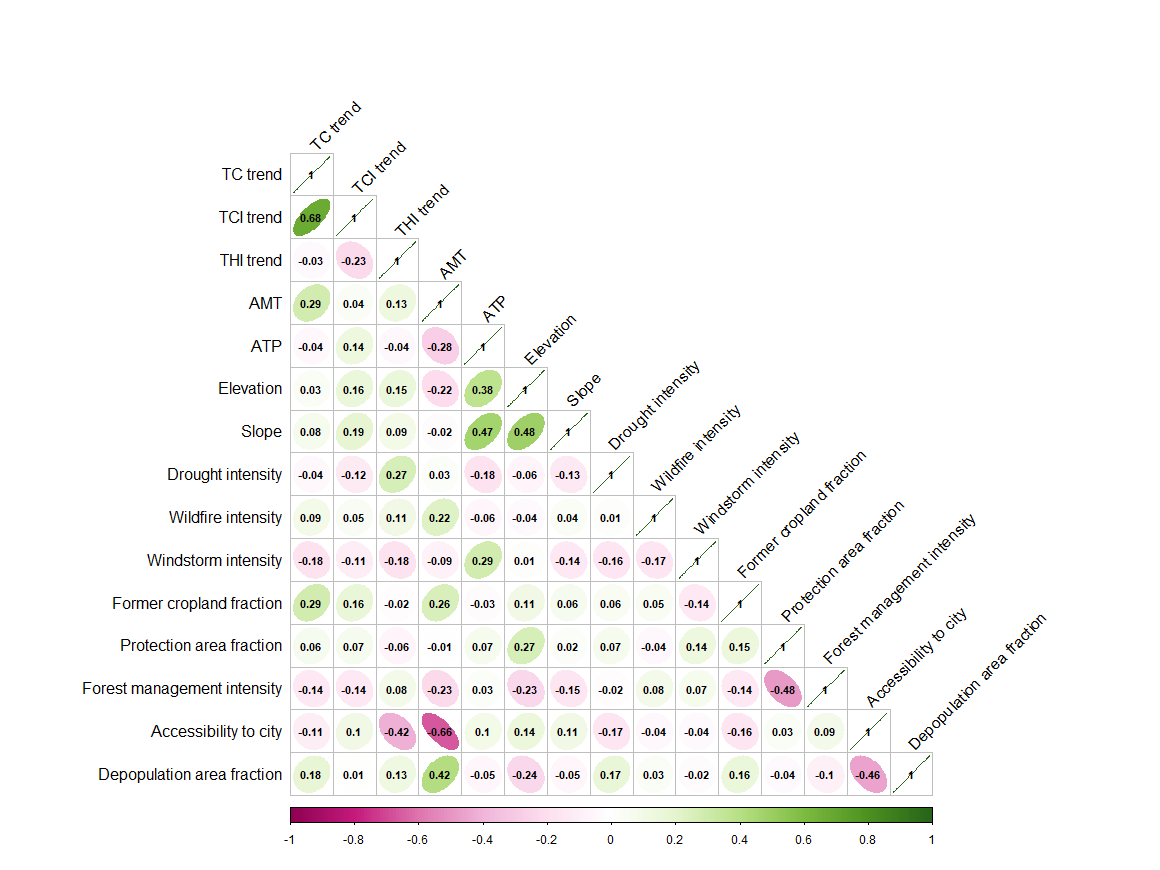 TC trend
TCI trend
THI trend
AMT
ATP
Elevation
Slope
Drought intensity
Wildfire intensity
Windstorm intensity
Former cropland fraction
Protection area fraction
Forest management intensity
Accessibility to city
Depopulation area fraction
TC trend 1
TCI trend 0.68 1
THI trend -0.03 -0.23 1
AMT 0.29 0.04 0.13 1
ATP -0.04 0.14 -0.04 -0.28 1
Elevation 0.03 0.16 0.15 -0.22 0.38 1
Slope 0.08 0.19 0.09 -0.02 0.47 0.48 1
Drought intensity -0.04 -0.12 0.27 0.03 -0.18 -0.06 -0.13 1
Wildfire intensity 0.09 0.05 0.11 0.22 -0.06 -0.04 0.04 0.01 1
Windstorm intensity -0.18 -0.11 -0.18 -0.09 0.29 0.01 -0.14 -0.16 -0.17 1
Former cropland fraction 0.29 0.16 -0.02 0.26 -0.03 0.11 0.06 0.06 0.05 -0.14 1
Protection area fraction 0.06 0.07 -0.06 -0.01 0.07 0.27 0.02 0.07 -0.04 0.14 0.15 1
Forest management intensity -0.14 -0.14 0.08 -0.23 0.03 -0.23 -0.15 -0.02 0.08 0.07 -0.14 -0.48 1
Accessibility to city -0.11 0.1 -0.42 -0.66 0.1 0.14 0.11 -0.17 -0.04 -0.04 -0.16 0.03 0.09 1
Depopulation area fraction 0.18 0.01 0.13 0.42 -0.05 -0.24 -0.05 0.17 0.03 -0.02 0.16 -0.04 -0.1 -0.46 1
-1 -0.8 -0.6 -0.4 -0.2 0 0.2 0.4 0.6 0.8 1